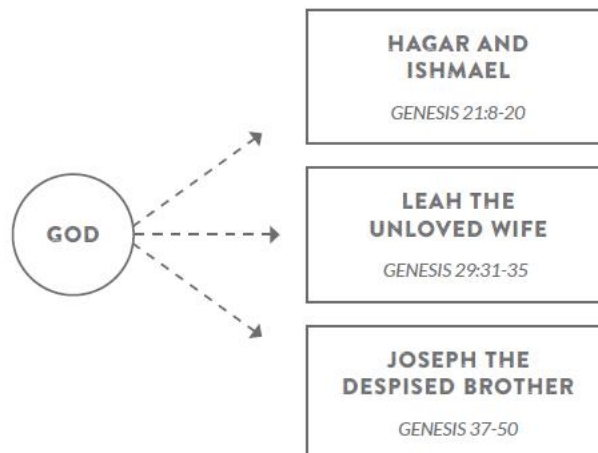 HAGAR AND
ISHMAEL
GENESIS 21:8-20
GOD
LEAH THE
UNLOVED WIFE
GENESIS 29:31-35
JOSEPH THE
DESPISED BROTHER
GENESIS 37-50